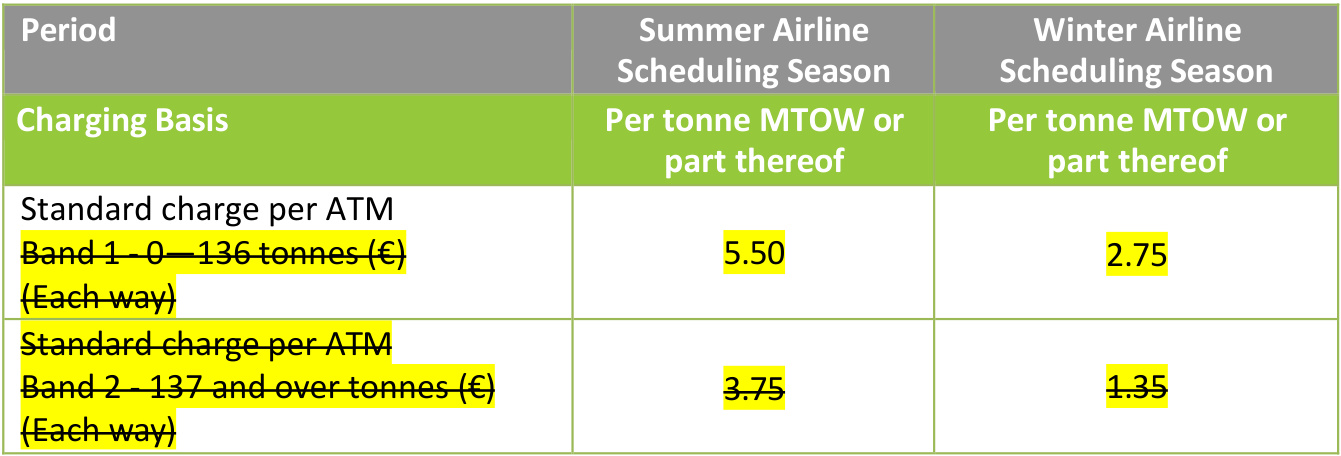 Period
Summer Airline
Scheduling Season
Winter Airline
Scheduling Season
Charging Basis
Per tonne MTOW or
part thereof
Per tonne MTOW or
part thereof
Standard charge per ATM
Band 1 - 0—136 tonnes (€)
(Each way)
5.50
2.75
Standard charge per ATM
Band 2 - 137 and over tonnes (€)
(Each way)
3.75
1.35